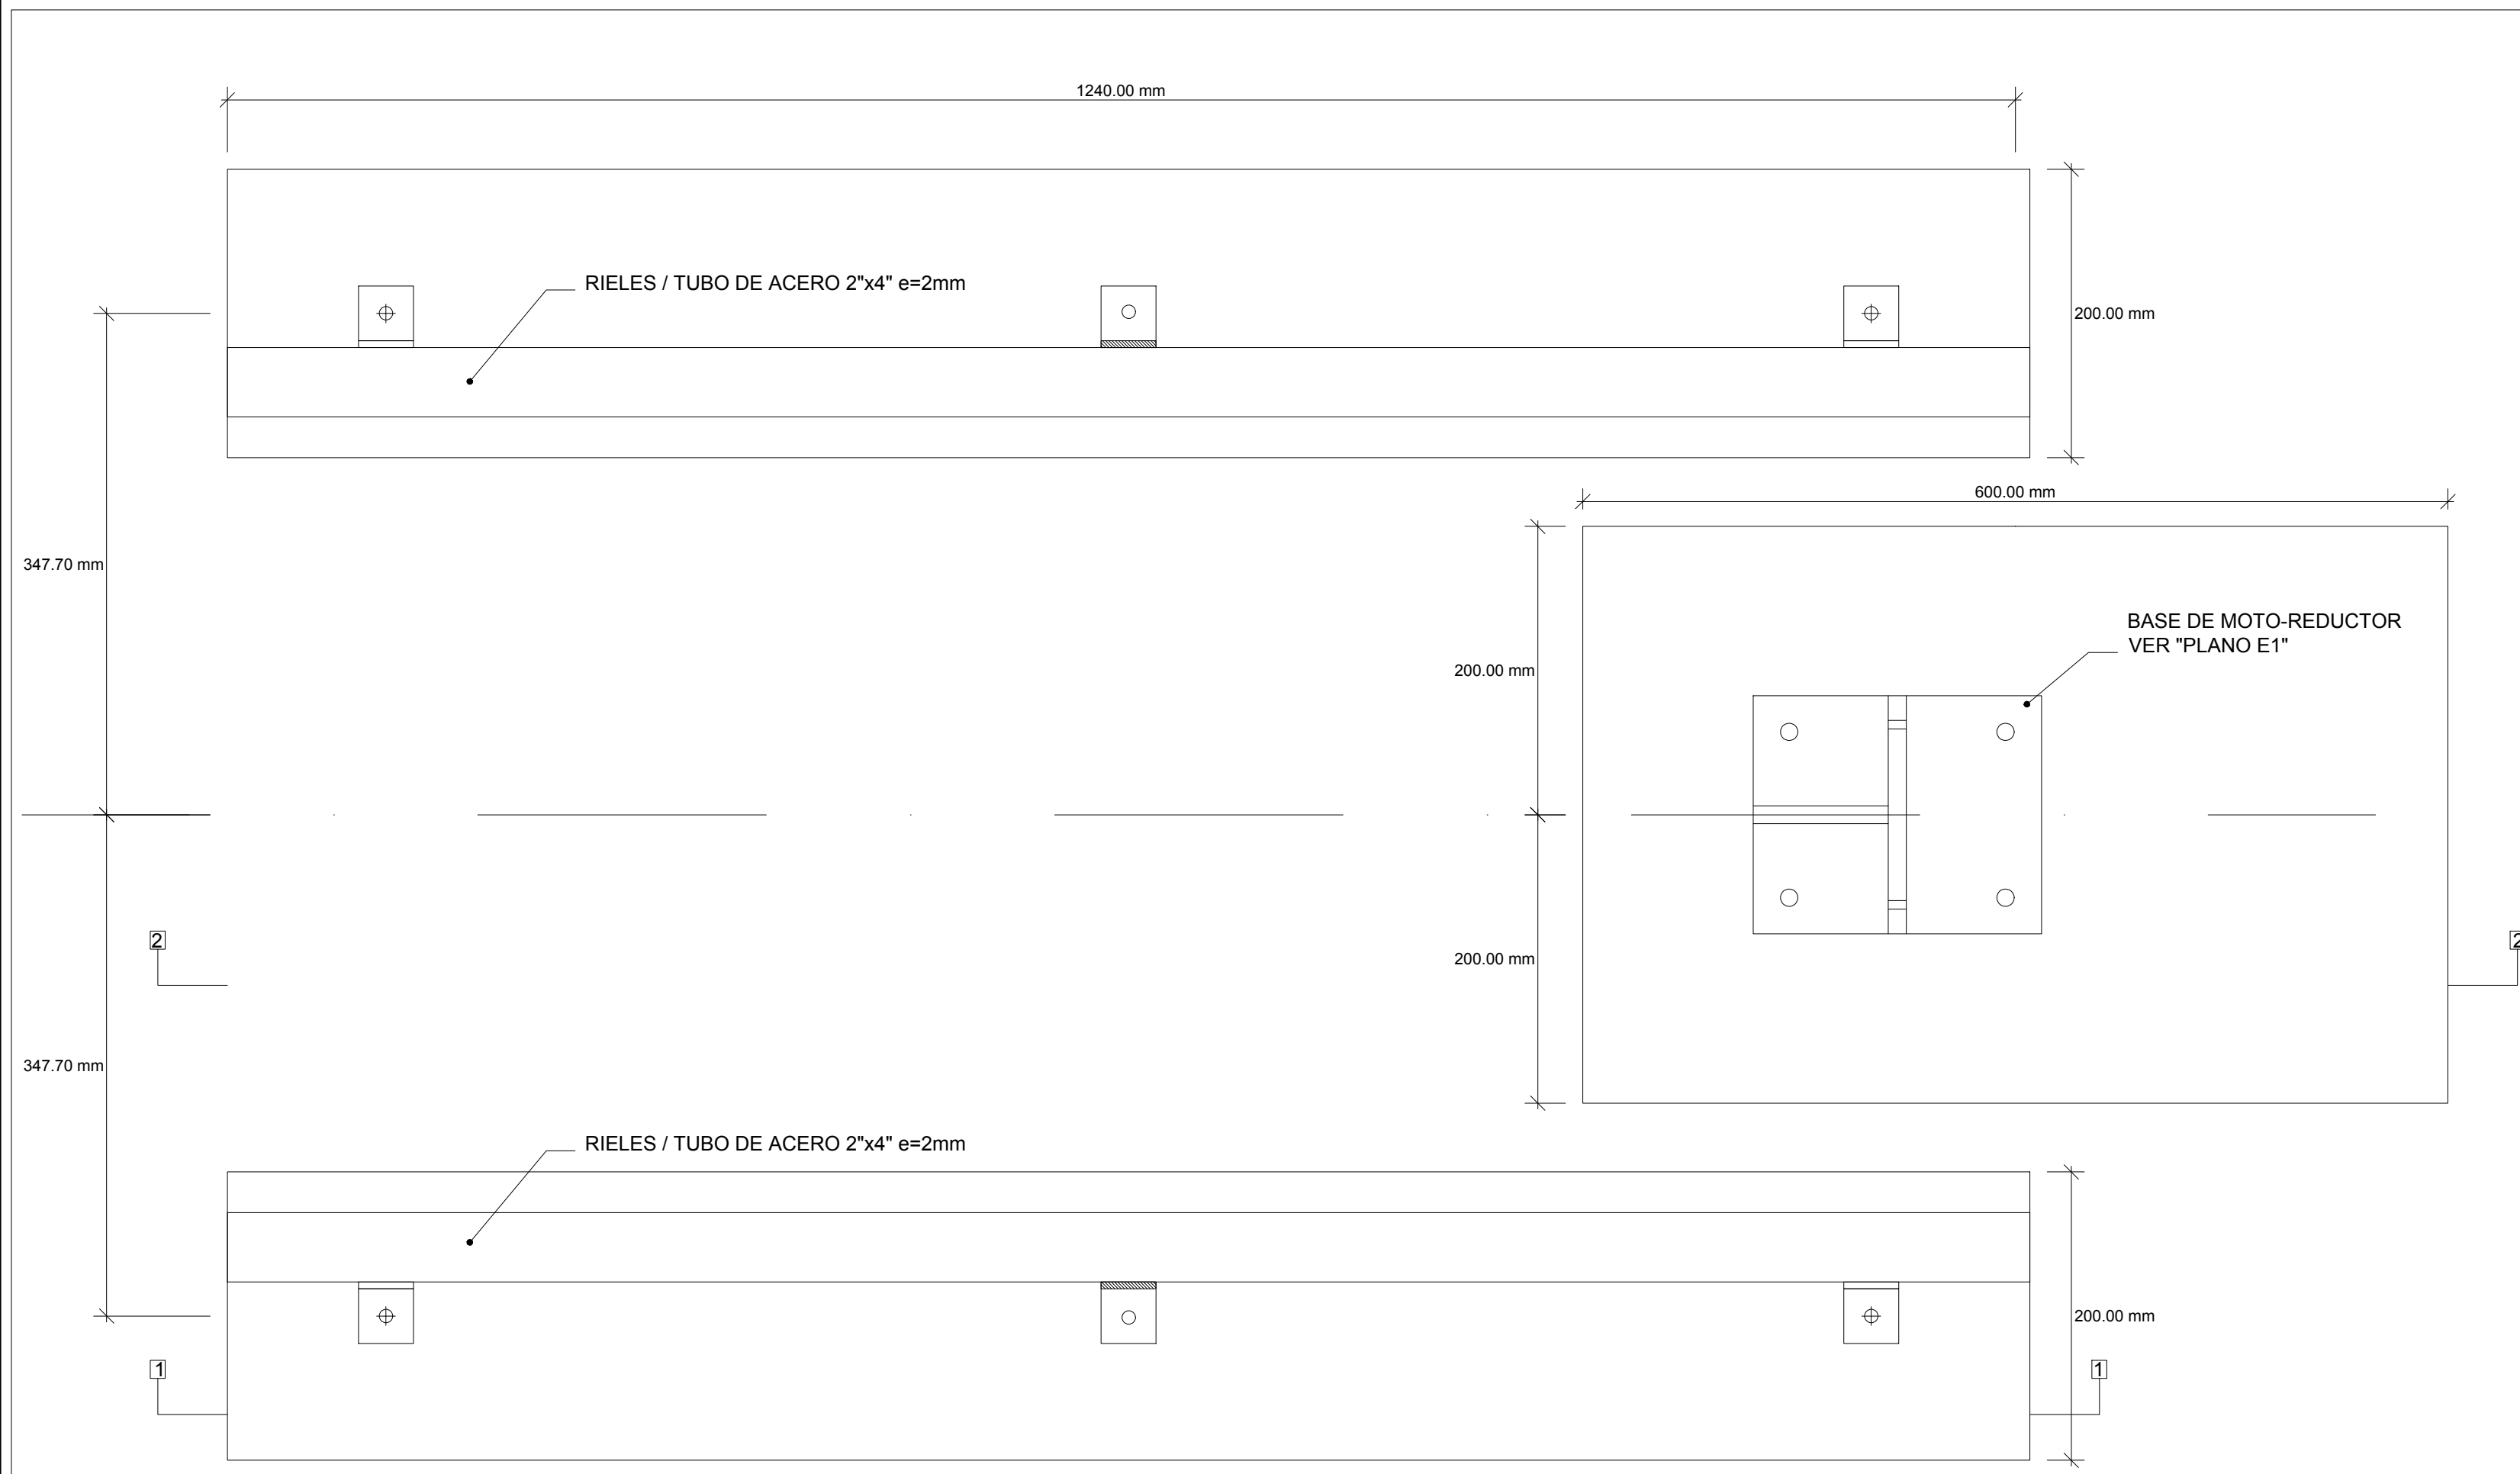 1240.00 mm
RIELES / TUBO DE ACERO 2"x4" e=2mm
200.00 mm
600.00 mm
347.70 mm
BASE DE MOTO-REDUCTOR
VER "PLANO E1"
200.00 mm
2
2
200.00 mm
347.70 mm
RIELES / TUBO DE ACERO 2"x4" e=2mm
200.00 mm
1
1